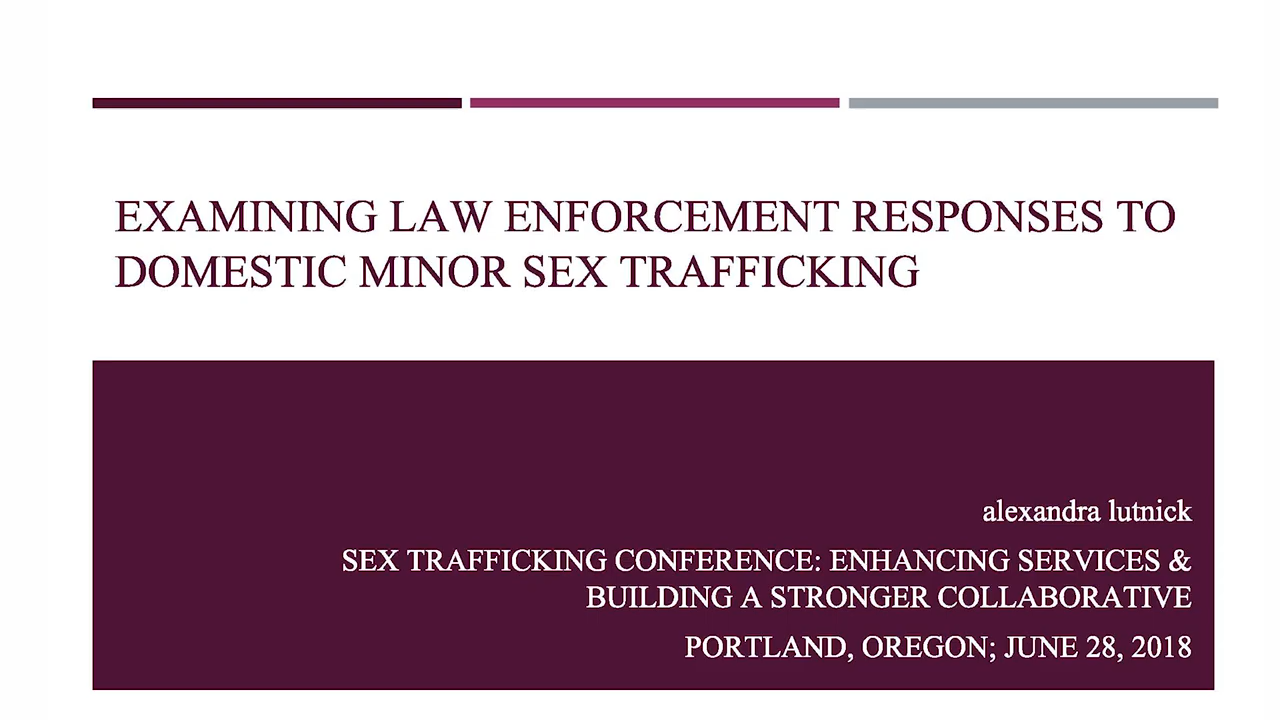 EXAMINING LAW ENFORCEMENT RESPONSES TO
DOMESTIC MINOR SEX TRAFFICKING
alexandra lutnick
SEX TRAFFICKING CONFERENCE: ENHANCING SERVICES &
BUILDING A STRONGER COLLABORATIVE
PORTLAND, OREGON; JUNE 28, 2018